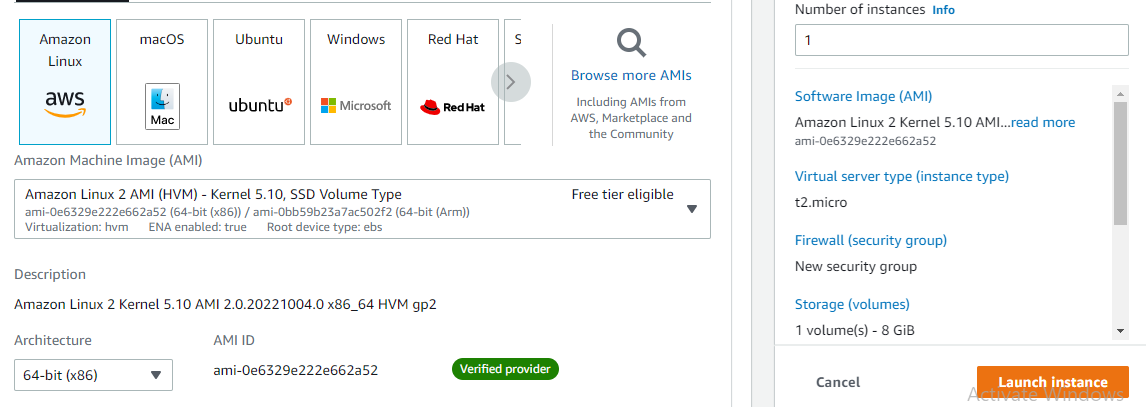 Amazon
Linux
aws
macOS
Mac
Ubuntu
ubuntu
Windows
Microsoft
Red Hat
Red Hat
S
Browse more AMIs
Including AMIs from
AWS, Marketplace and
the Community
Amazon Machine Image (AMI)
Amazon Linux 2 AMI (HVM) - Kernel 5.10, SSD Volume Type Free tier eligible
ami-0e6329e222e662a52 (64-bit (x86)) / ami-0bb59b23a7ac502f2 (64-bit (Arm))
Virtualization: hvm ENA enabled: true Root device type: ebs
Description
Amazon Linux 2 Kernel 5.10 AMI 2.0.20221004.0 x86_64 HVM gp2
Architecture AMI ID
64-bit (x86) ami-0e6329e222e662a52 Verified provider
Number of instances Info
1
Software Image (AMI)
Amazon Linux 2 Kernel 5.10 AMI...read more
ami-0e6329e222e662a52
Virtual server type (instance type)
t2.micro
Firewall (security group)
New security group
Storage (volumes)
1 volume(s) - 8 GiB
Cancel Launch instance
Activate Windows